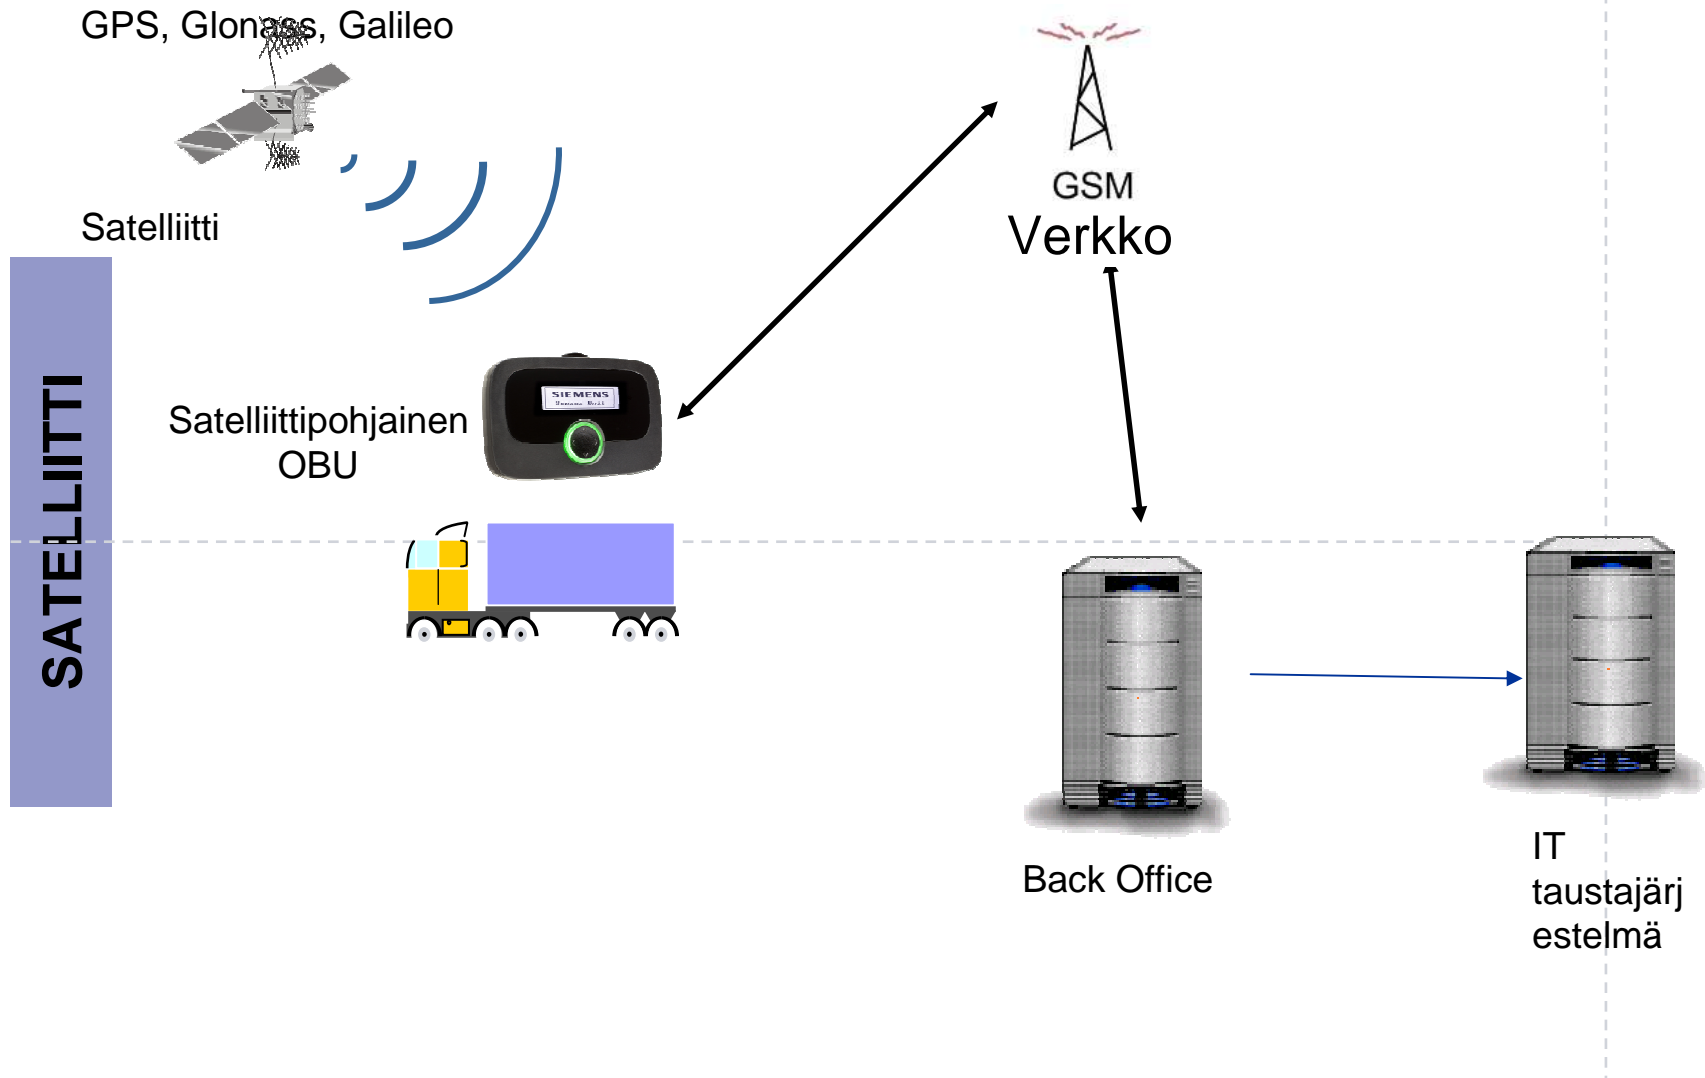 GPS, Glonass, Galileo
GSM
Verkko
Satelliitti
SATELLIITTI
SIEMENS
Satelliittipohjainen
OBU
Back Office
IT
taustajärj
estelmä